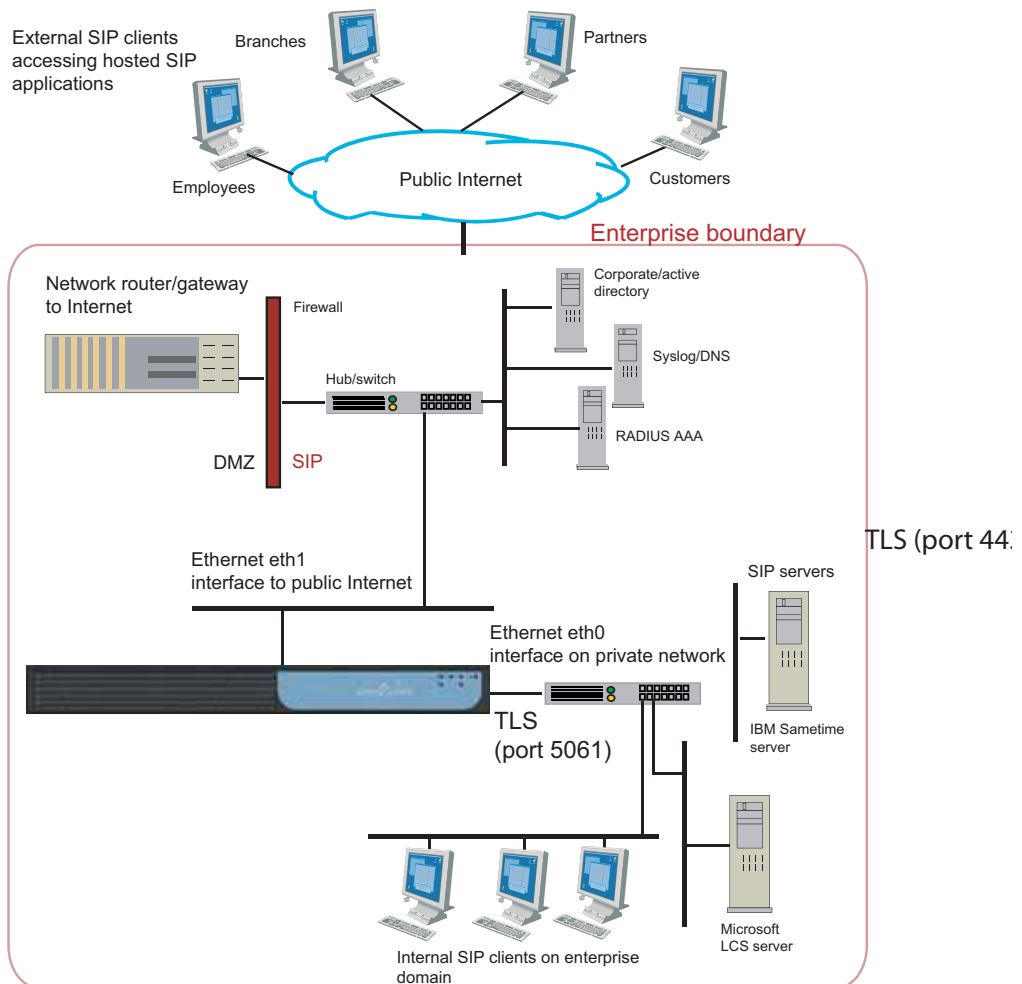 External SIP clients
accessing hosted SIP
applications
Branches
Partners
Employees
Public Internet
Customers
Enterprise boundary
Network router/gateway
to Internet
Firewall
Corporate/active
directory
Hub/switch
Syslog/DNS
RADIUS AAA
DMZ
SIP
TLS (port 443
Ethernet eth1
interface to public Internet
SIP servers
Ethernet eth0
interface on private network
TLS
(port 5061)
IBM Sametime
server
Microsoft
LCS server
Internal SIP clients on enterprise
domain